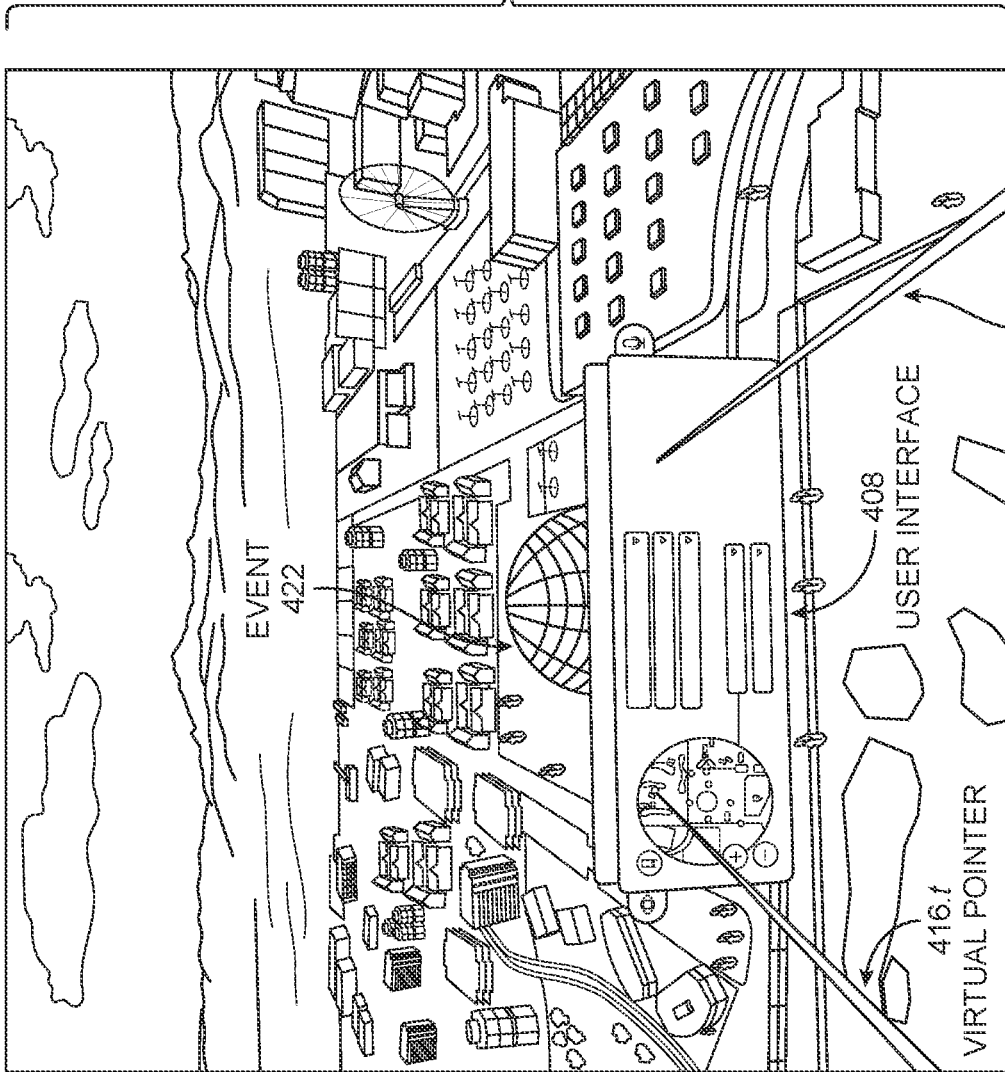 EVENT
422
408
USER INTERFACE
416.t
VIRTUAL POINTER